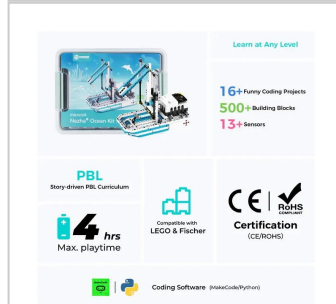 Nezha Ocean Kit
Learn at Any Level
16+ Funny Coding Projects
500+ Building Blocks
13+ Sensors
PBL
Story-driven PBL Curriculum
4 hrs
Max. playtime
Compatible with
LEGO & Fischer
CE
RoHS
COMPLIANT
Certification
(CE/ROHS)
Coding Software (MakeCode/Python)